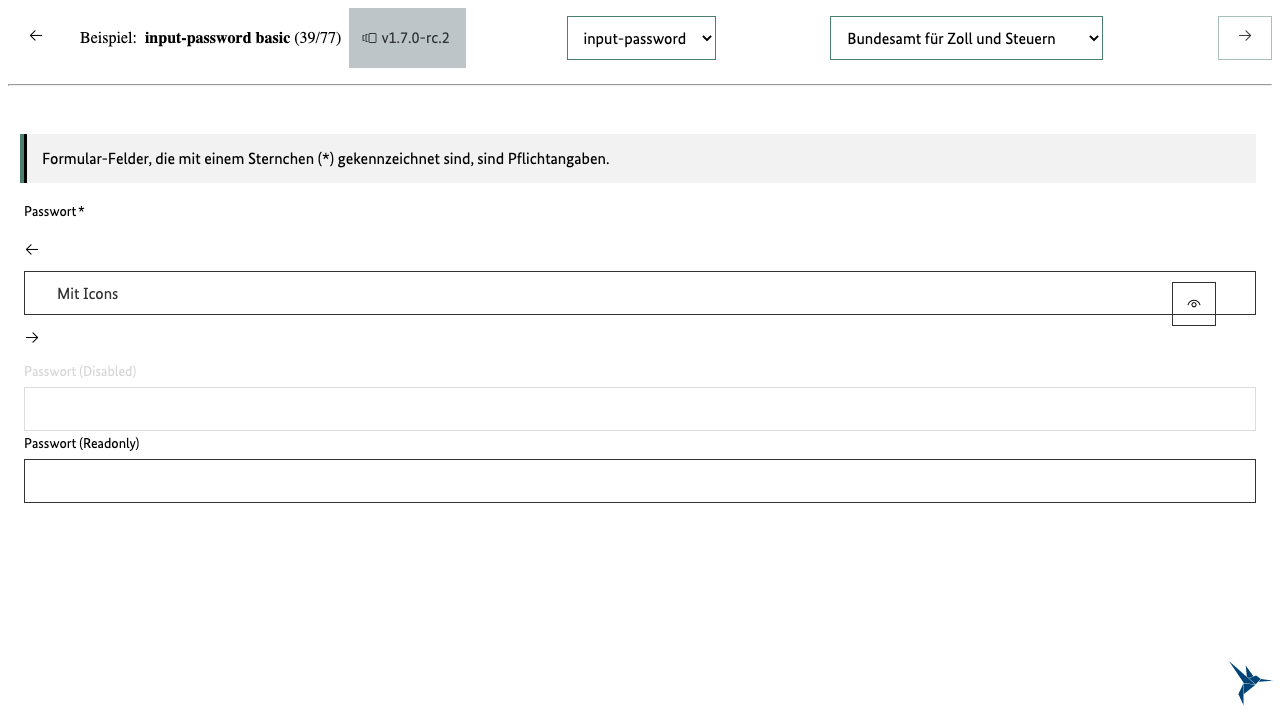 Beispiel: input-password basic (39/77) v1.7.0-rc.2 input-password Bundesamt für Zoll und Steuern
Formular-Felder, die mit einem Sternchen (*) gekennzeichnet sind, sind Pflichtangaben.
Passwort*
Mit Icons
Passwort (Disabled)
Passwort (Readonly)